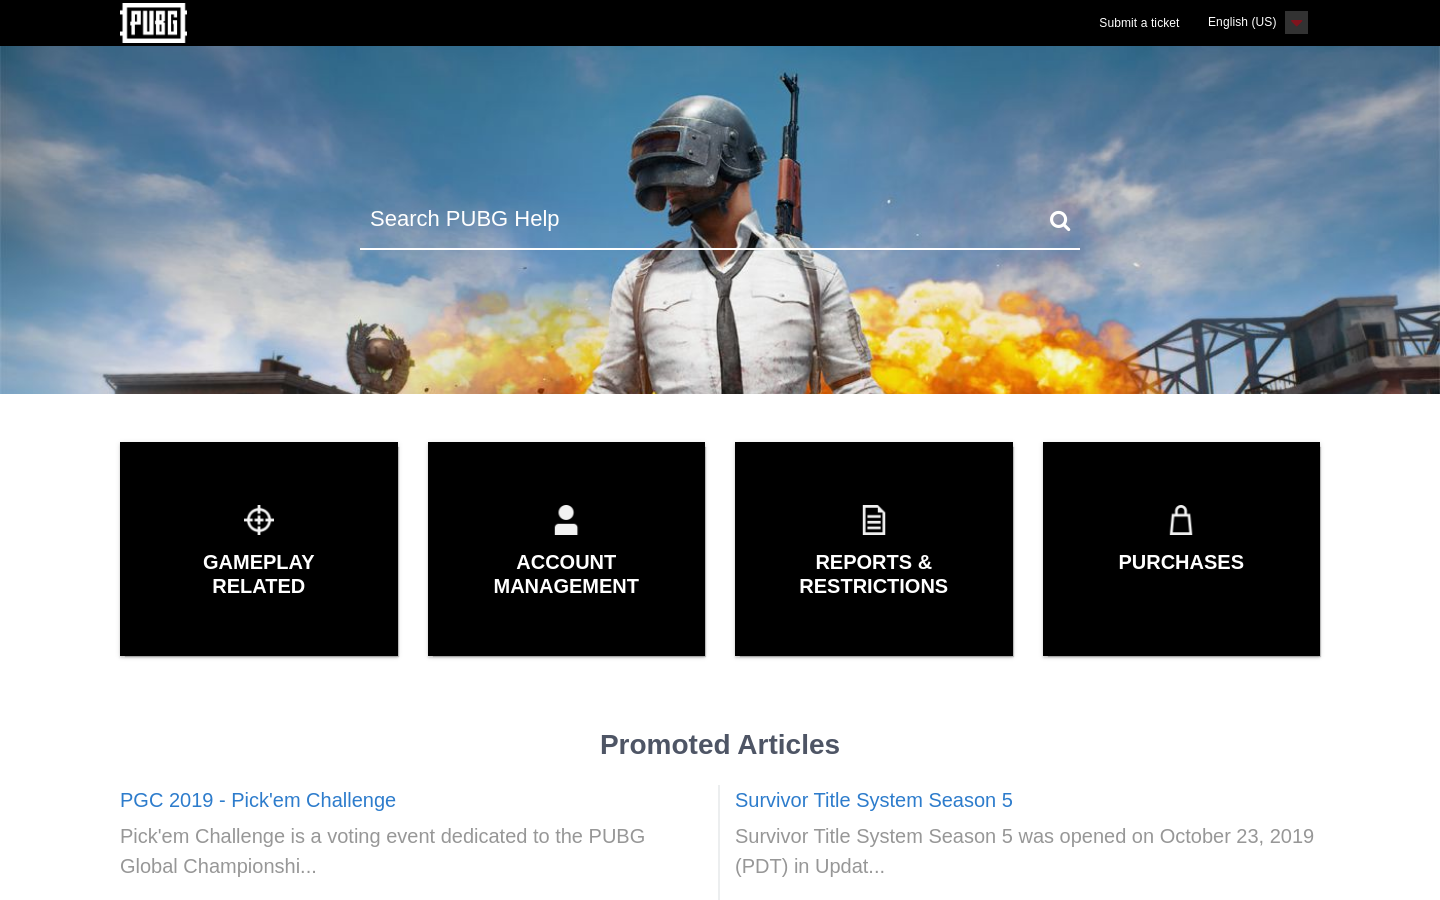 PUBG
Submit a ticket
English (US)
Search PUBG Help
GAMEPLAY
RELATED
ACCOUNT
MANAGEMENT
REPORTS &
RESTRICTIONS
PURCHASES
Promoted Articles
PGC 2019 - Pick'em Challenge
Pick'em Challenge is a voting event dedicated to the PUBG
Global Championshi...
Survivor Title System Season 5
Survivor Title System Season 5 was opened on October 23, 2019
(PDT) in Updat...